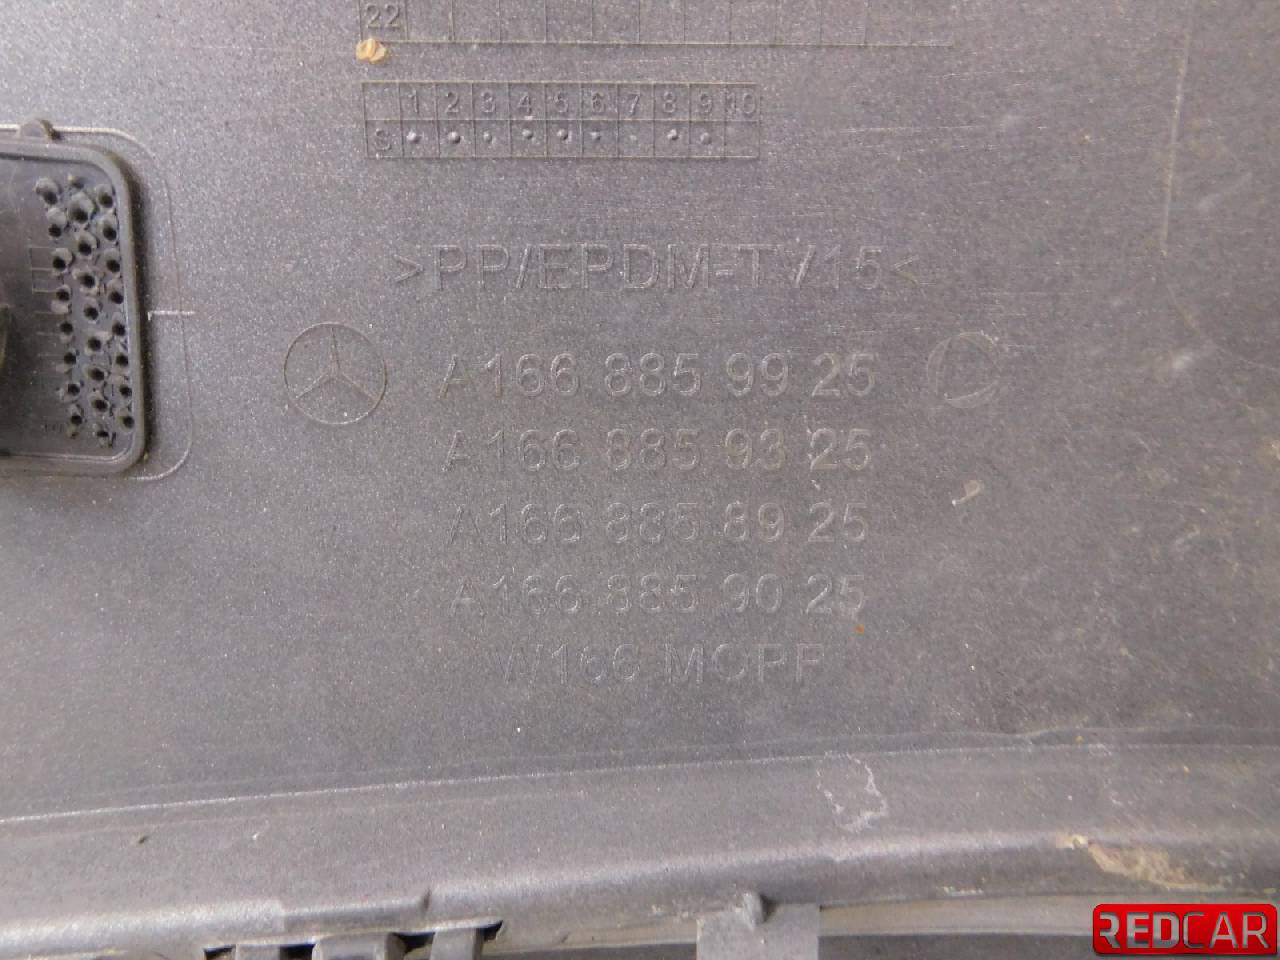 22
1 2 3 4 5 6 7 8 9 10
S
>PP/EPDM-TV15<
A166 885 99 25
A166 885 93 25
A166 885 89 25
A166 885 90 25
W166 MOPF
REDCAR